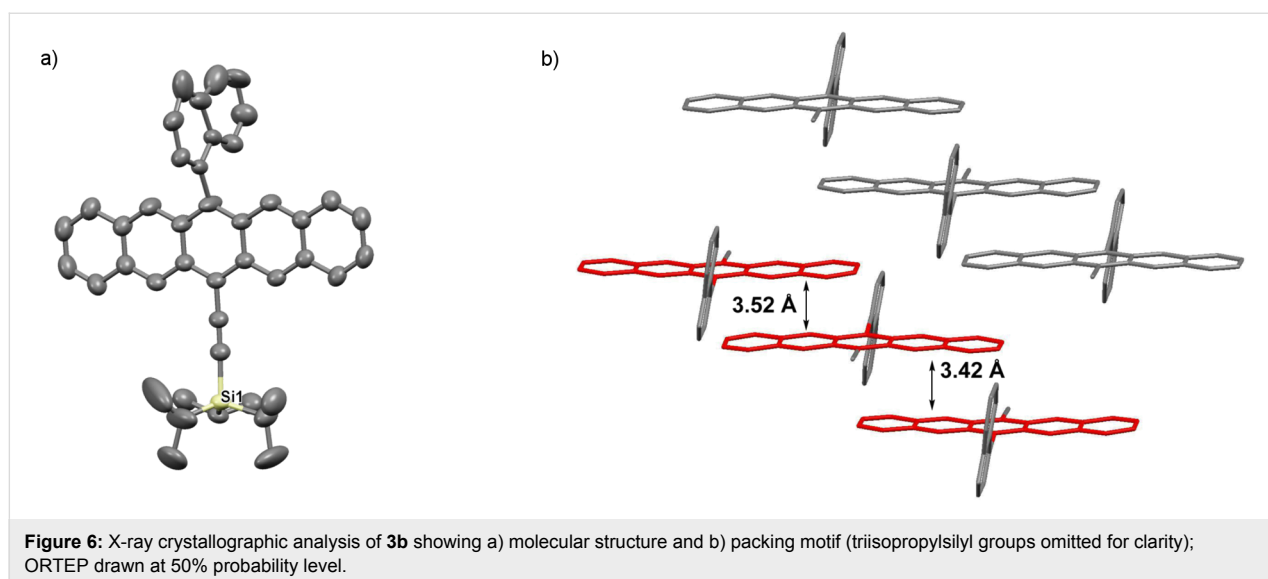 a)
b)
3.52 Å
3.42 Å
Si1
Figure 6: X-ray crystallographic analysis of 3b showing a) molecular structure and b) packing motif (triisopropylsilyl groups omitted for clarity);
ORTEP drawn at 50% probability level.